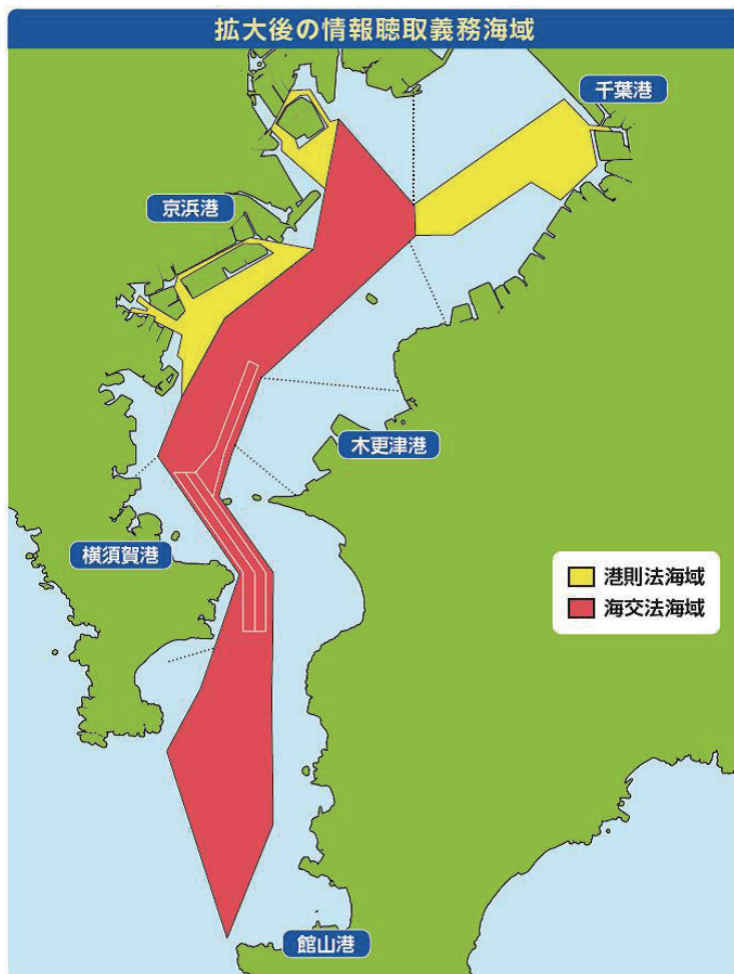 拡大後の情報聴取義務海域
千葉港
京浜港
木更津港
横須賀港
港則法海域
海交法海域
館山港